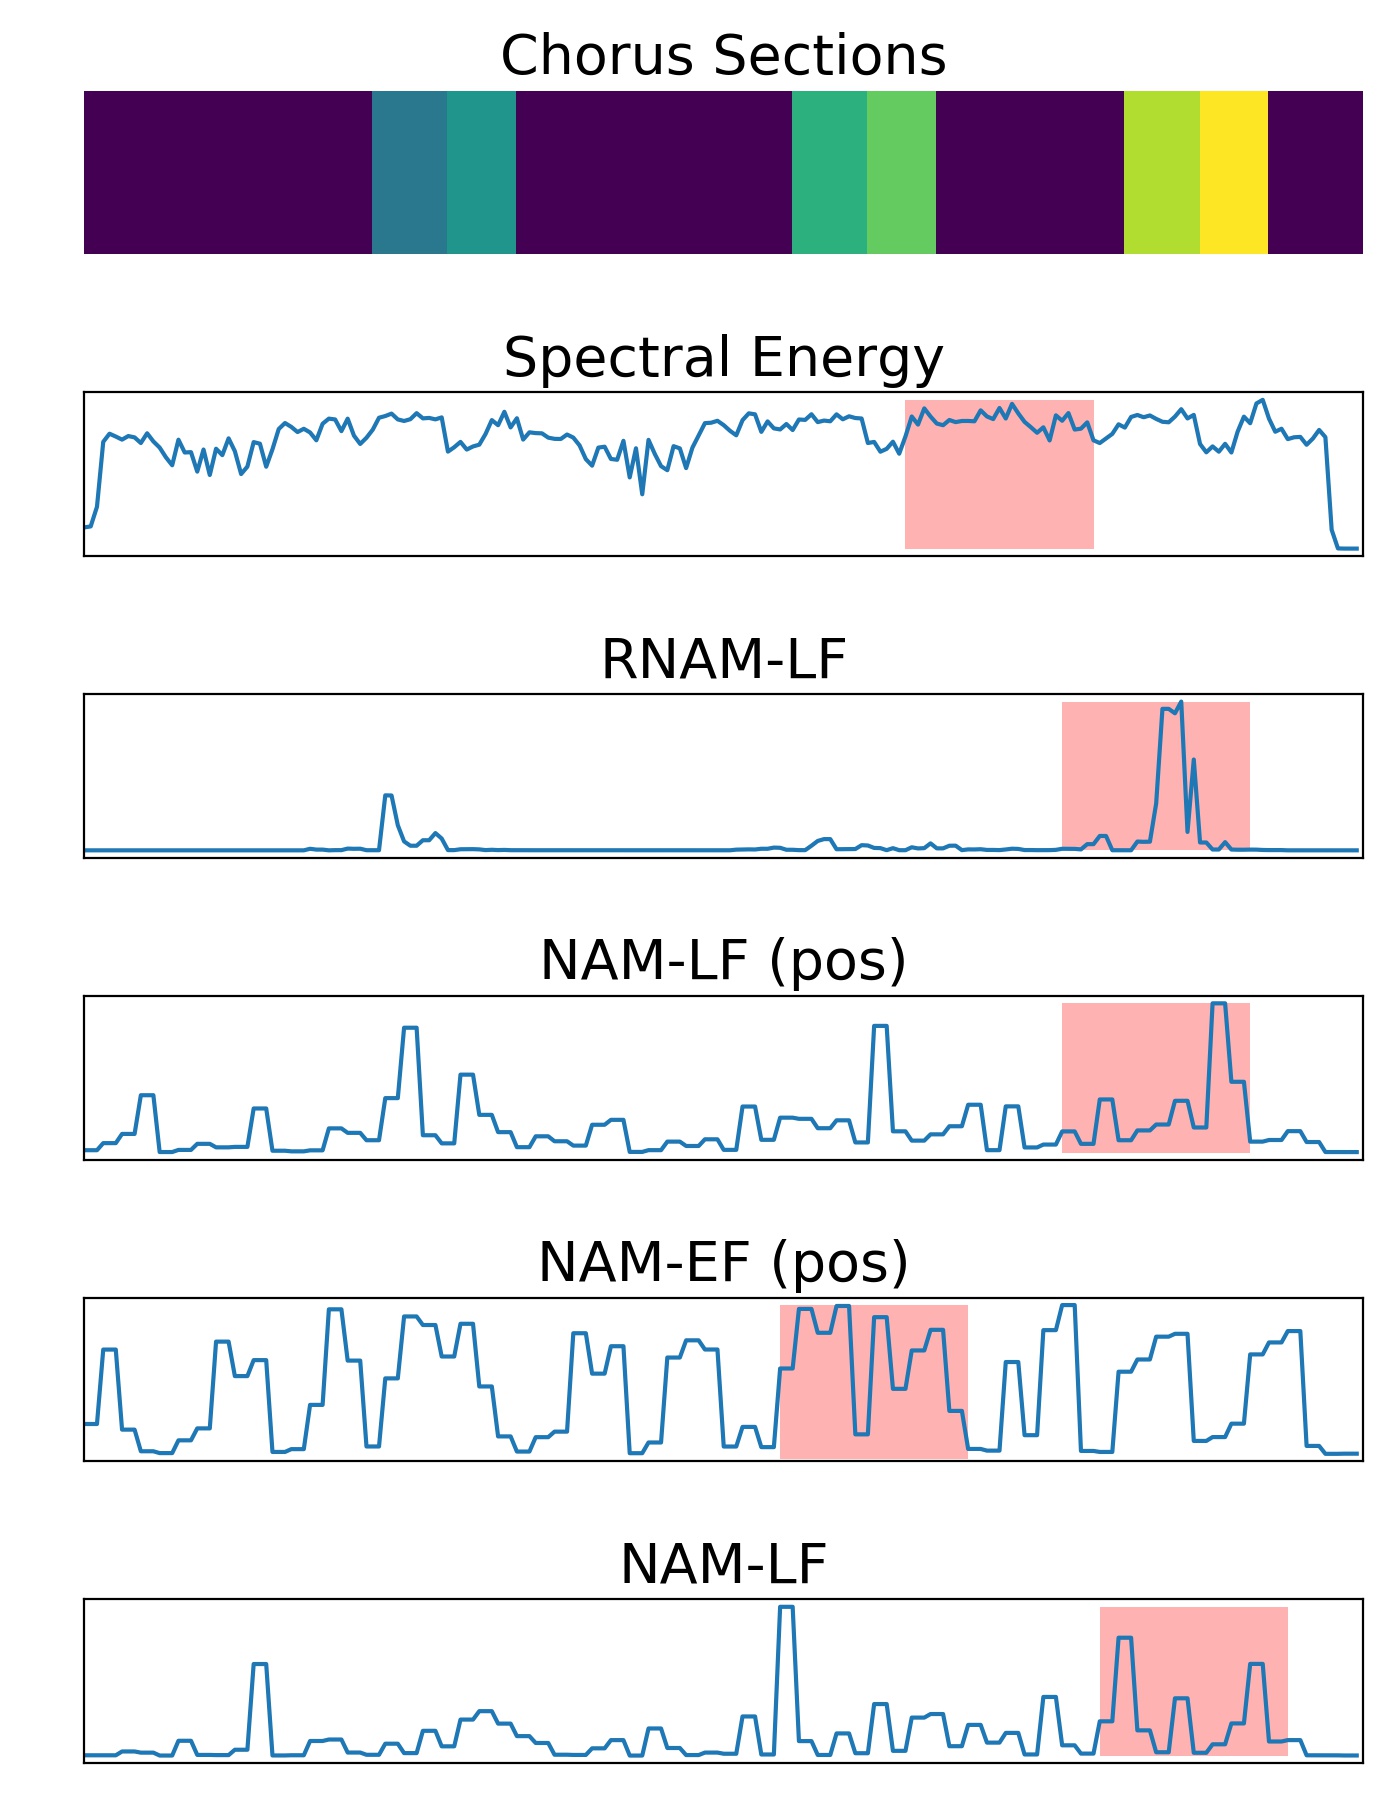 Chorus Sections
Spectral Energy
RNAM-LF
NAM-LF (pos)
NAM-EF (pos)
NAM-LF